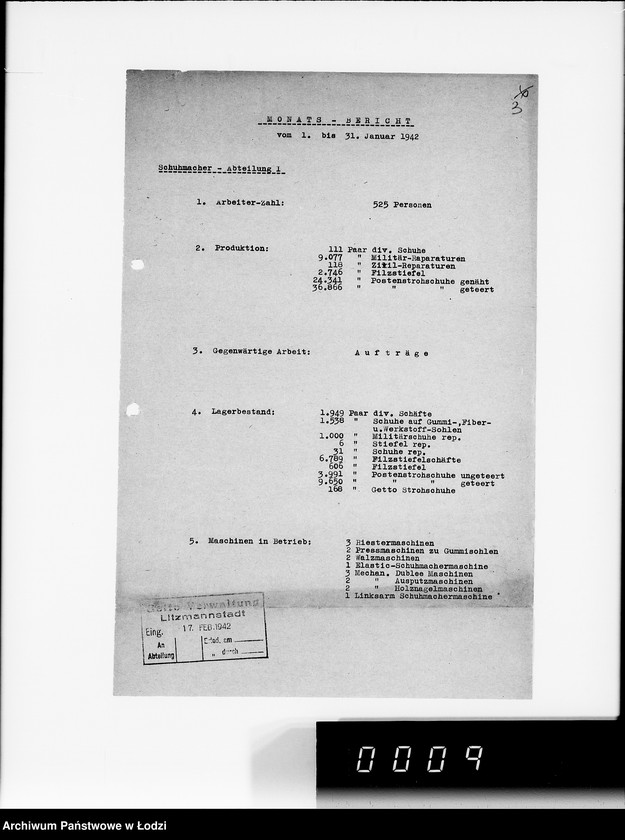 3
MONATS - BERICHT
vom 1. bis 31. Januar 1942
Schuhmacher - Abteilung I
1. Arbeiter-Zahl: 525 Personen
2. Produktion: 111 Paar div. Schuhe
9.077 " Militär-Reparaturen
118 " Zivil-Reparaturen
2.746 " Filzstiefel
24.341 " Postenstrohschuhe genäht
36.866 " " " geteert
3. Gegenwärtige Arbeit: Aufträge
4. Lagerbestand: 1.949 Paar div. Schäfte
1.538 " Schuhe auf Gummi-,Fiber-
u.Werkstoff-Sohlen
1.000 " Militärschuhe rep.
6 " Stiefel rep.
31 " Schuhe rep.
6.789 " Filzstiefelschäfte
606 " Filzstiefel
3.991 " Postenstrohschuhe ungeteert
9.650 " " " geteert
168 " Getto Strohschuhe
5. Maschinen in Betrieb: 3 Riestermaschinen
2 Pressmaschinen zu Gummisohlen
2 Walzmaschinen
1 Elastic-Schuhmachermaschine
3 Mechan. Dublee Maschinen
2 " Ausputzmaschinen
2 " Holznagelmaschinen
1 Linksarm Schuhmachermaschine
Getto Verwaltung
Litzmannstadt
Eing. 17. FEB. 1942
An
Abteilung
Erled. am
" durch
0009
Archiwum Państwowe w Łodzi